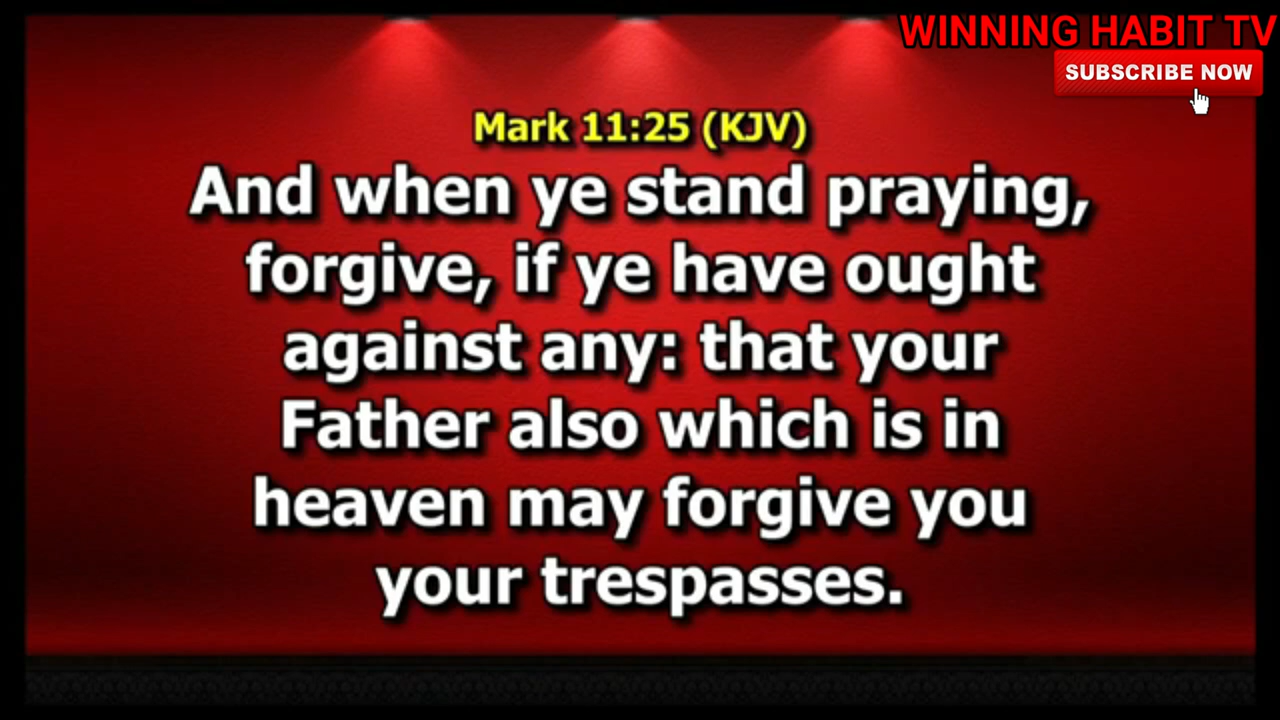 WINNING HABIT TV
SUBSCRIBE NOW
Mark 11:25 (KJV)
And when ye stand praying,
forgive, if ye have ought
against any: that your
Father also which is in
heaven may forgive you
your trespasses.